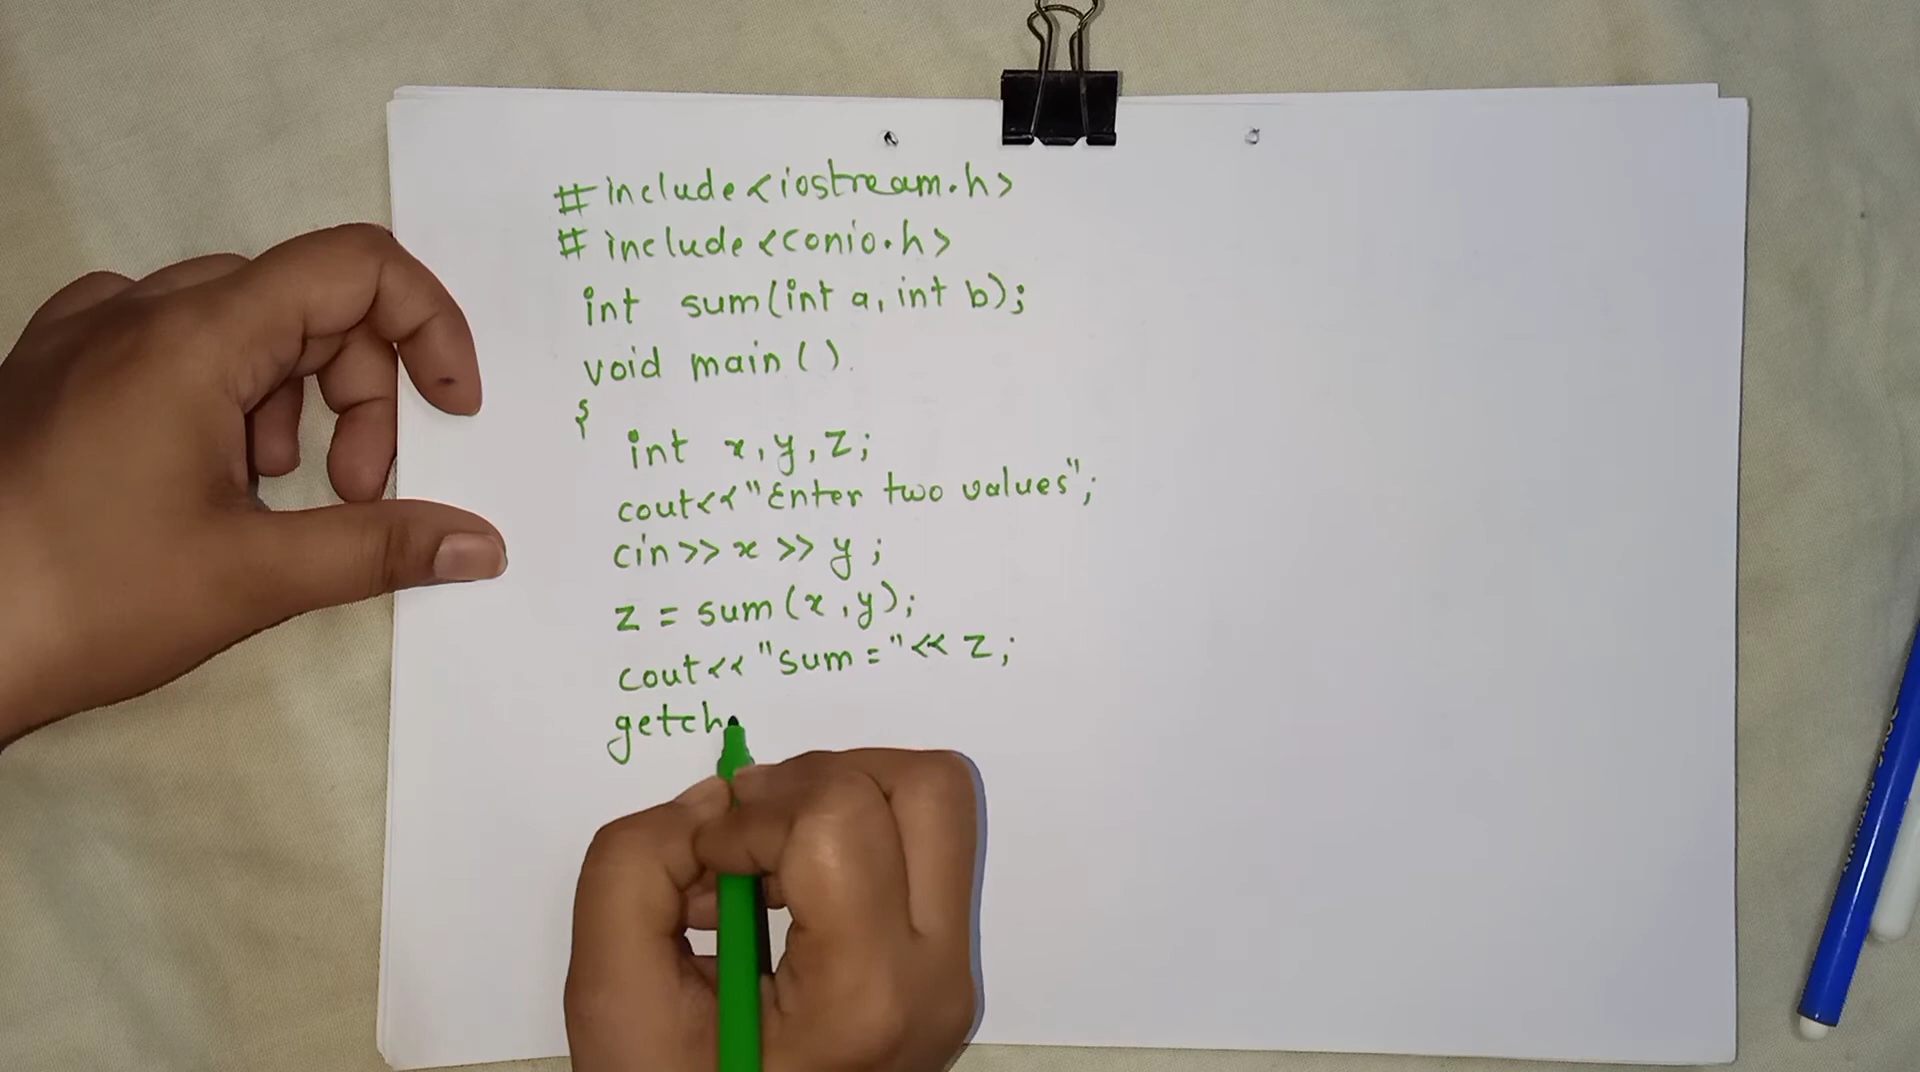 #include<iostream.h>
#include<conio.h>
int sum(int a, int b);
void main()
{
int x, y, z;
cout<<"Enter two values";
cin>>x>>y;
z = sum(x, y);
cout<<"sum="<<z;
getch